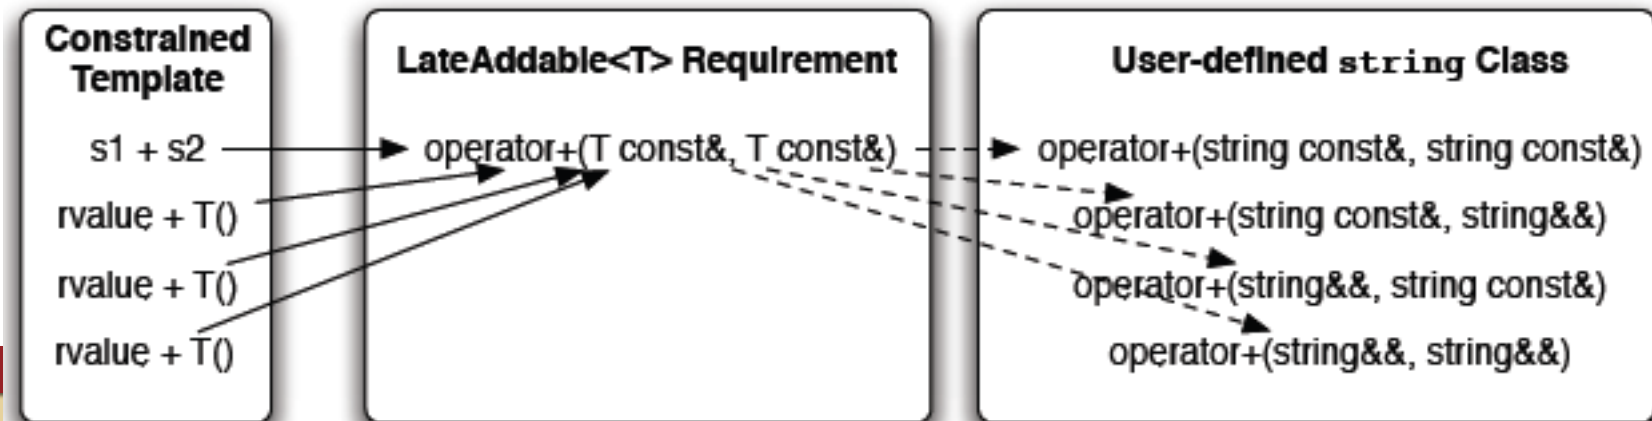 Constrained
Template
s1 + s2
rvalue + T()
rvalue + T()
rvalue + T()
LateAddable<T> Requirement
operator+(T const&, T const&)
User-defined string Class
operator+(string const&, string const&)
operator+(string const&, string&&)
operator+(string&&, string const&)
operator+(string&&, string&&)